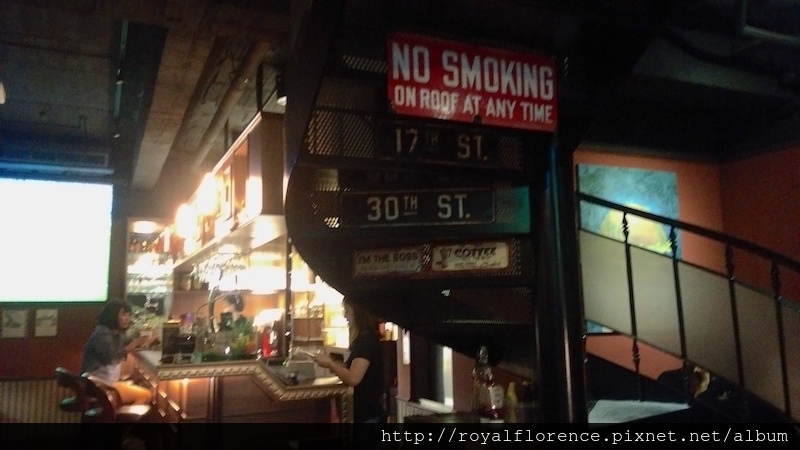 NO SMOKING
ON ROOF AT ANY TIME
17TH ST.
30TH ST.
I'M THE BOSS
COFFEE
http://royalflorence.pixnet.net/album